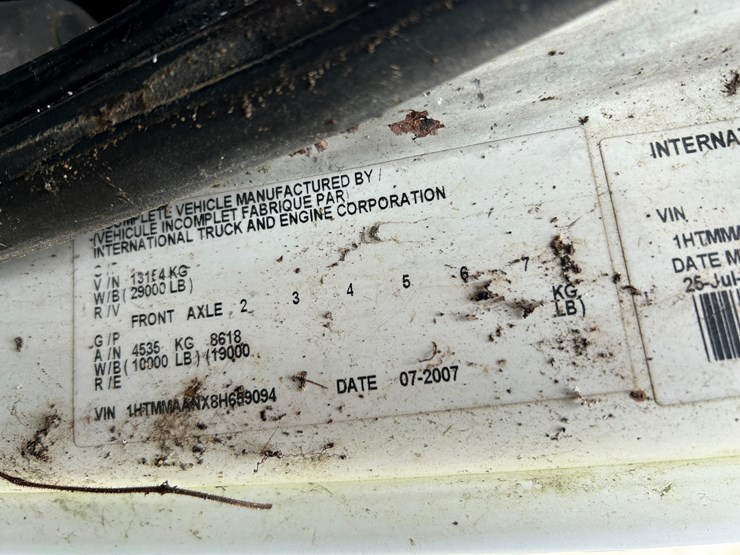 VEHICLE MANUFACTURED BY /
(VEHICULE INCOMPLET FABRIQUE PAR)
INTERNATIONAL TRUCK AND ENGINE CORPORATION
V/N 13154 KG
W/B ( 29000 LB )
R/V
FRONT AXLE 2 3 4 5 6 7
G/P
A/N 4535 KG 8618 KG
W/B ( 10000 LB ) (19000 LB)
R/E
VIN 1HTMMAANX8H659094 DATE 07-2007
INTERNA
VIN
1HTMMA
DATE M
25-Jul-